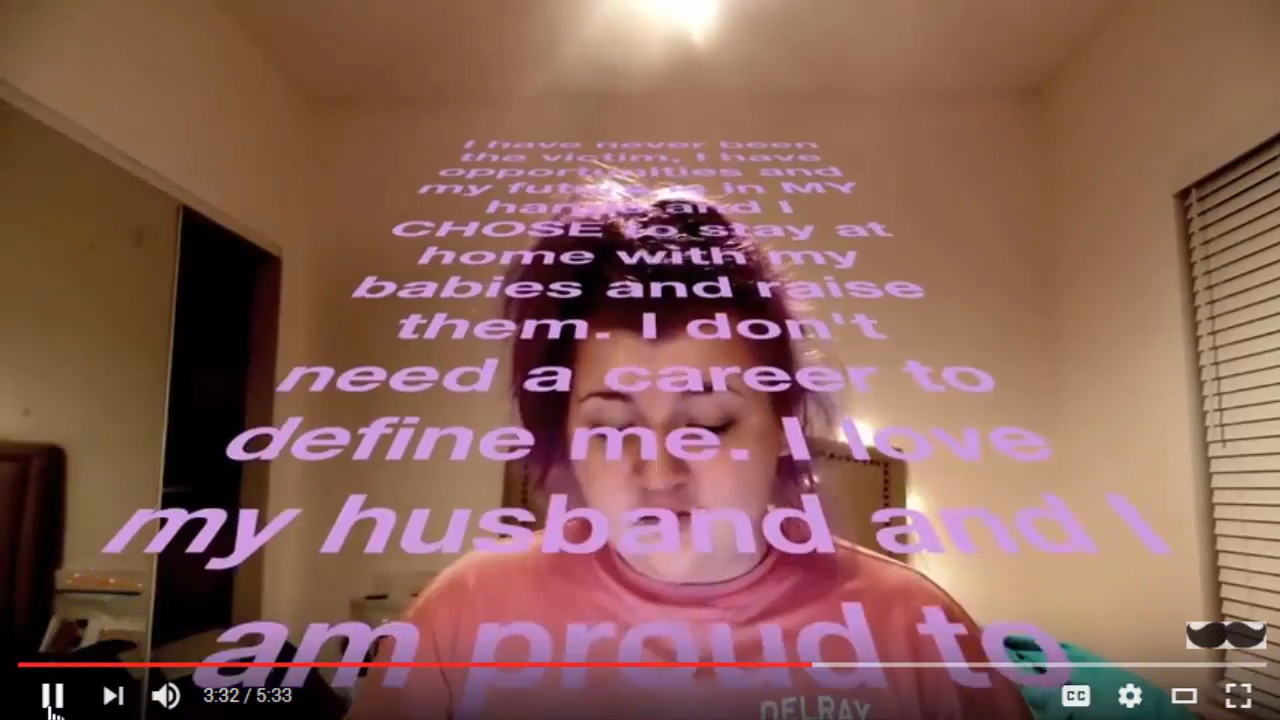 I have never been
the victim, I have
opportunities and
my future is in MY
hands and I
CHOSE to stay at
home with my
babies and raise
them. I don't
need a career to
define me. I love
my husband and I
am proud to
DELRAY
3:32 / 5:33
CC